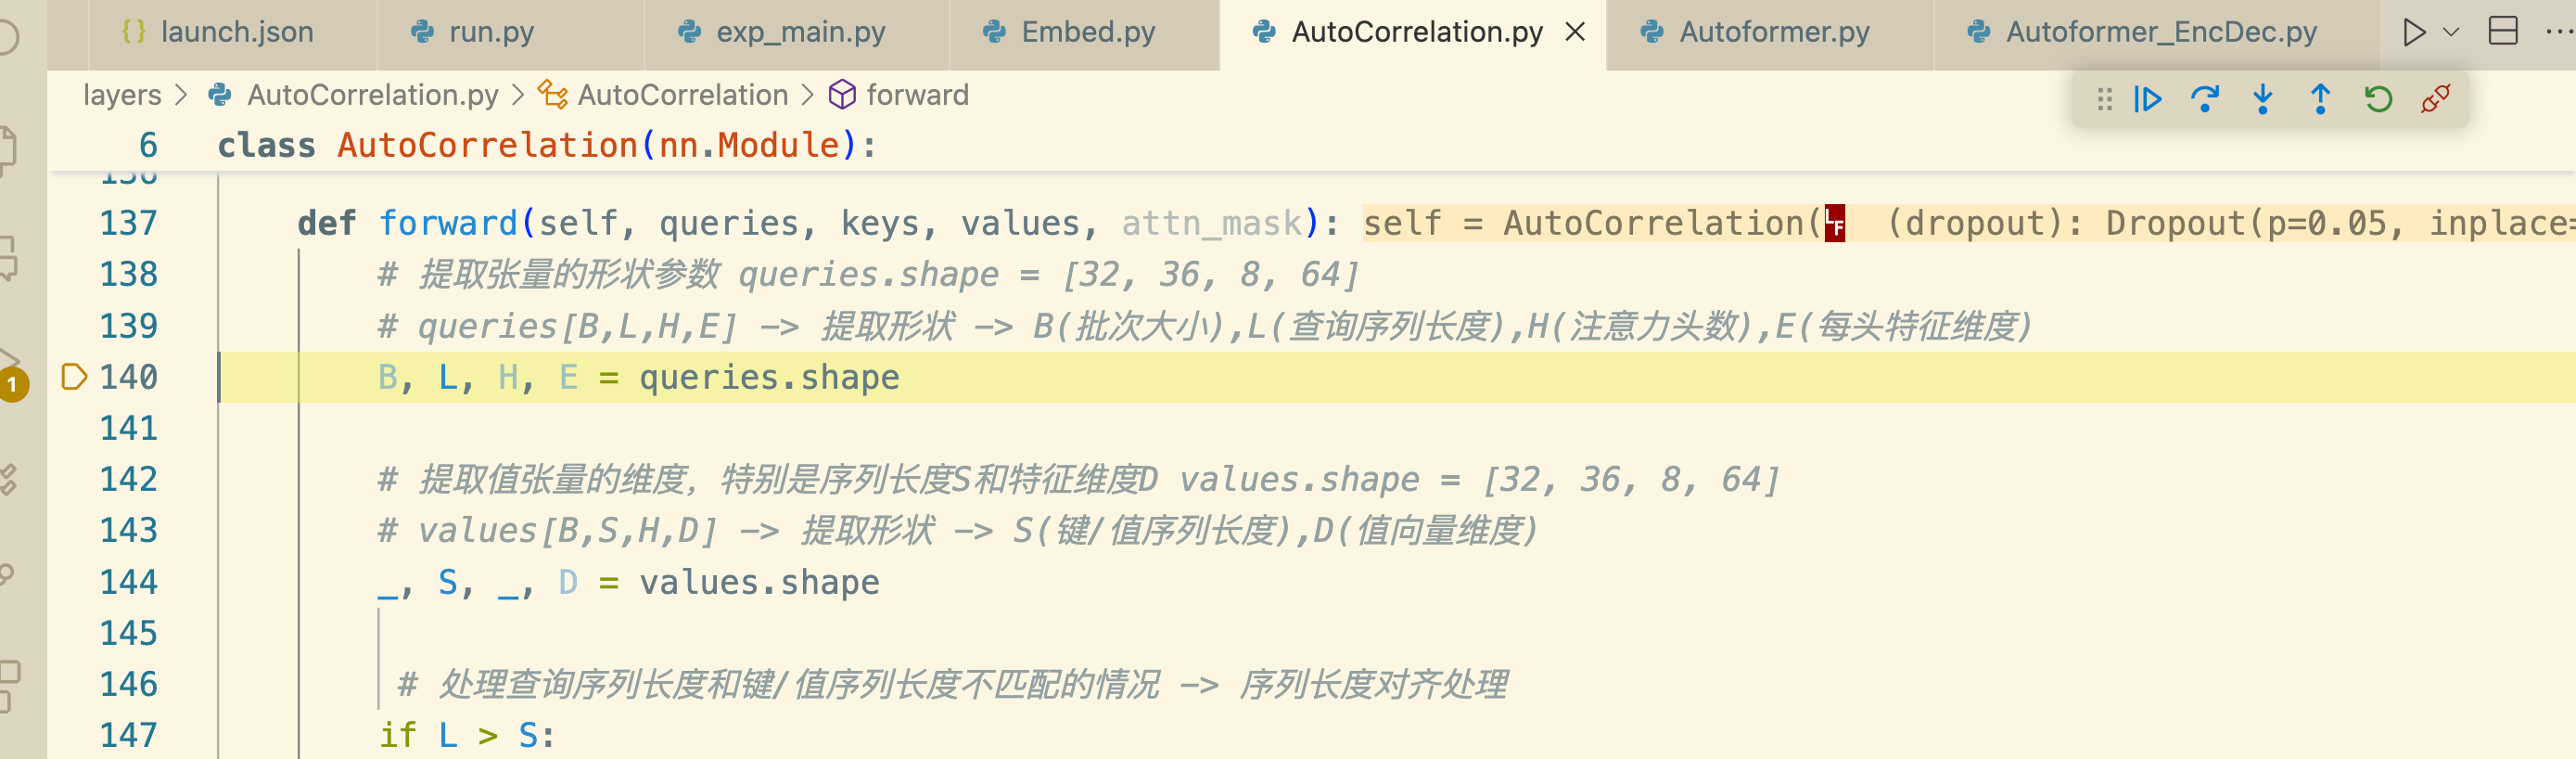 launch.json run.py exp_main.py Embed.py AutoCorrelation.py Autoformer.py Autoformer_EncDec.py
layers > AutoCorrelation.py > AutoCorrelation > forward
6 class AutoCorrelation(nn.Module):
136
137 def forward(self, queries, keys, values, attn_mask): self = AutoCorrelation(LF (dropout): Dropout(p=0.05, inplace=
138 # 提取张量的形状参数 queries.shape = [32, 36, 8, 64]
139 # queries[B,L,H,E] -> 提取形状 -> B(批次大小),L(查询序列长度),H(注意力头数),E(每头特征维度)
140 B, L, H, E = queries.shape
1
141
142 # 提取值张量的维度，特别是序列长度S和特征维度D values.shape = [32, 36, 8, 64]
143 # values[B,S,H,D] -> 提取形状 -> S(键/值序列长度),D(值向量维度)
144 _, S, _, D = values.shape
145
146 # 处理查询序列长度和键/值序列长度不匹配的情况 -> 序列长度对齐处理
147 if L > S: